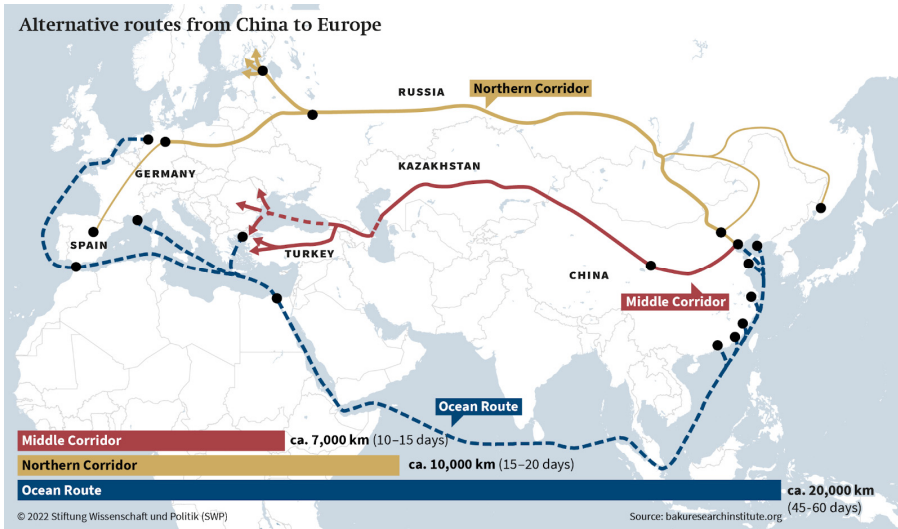 Alternative routes from China to Europe
RUSSIA
Northern Corridor
KAZAKHSTAN
GERMANY
SPAIN
TURKEY
CHINA
Middle Corridor
Ocean Route
Middle Corridor ca. 7,000 km (10–15 days)
Northern Corridor ca. 10,000 km (15–20 days)
Ocean Route ca. 20,000 km
(45-60 days)
© 2022 Stiftung Wissenschaft und Politik (SWP) Source: bakuresearchinstitute.org